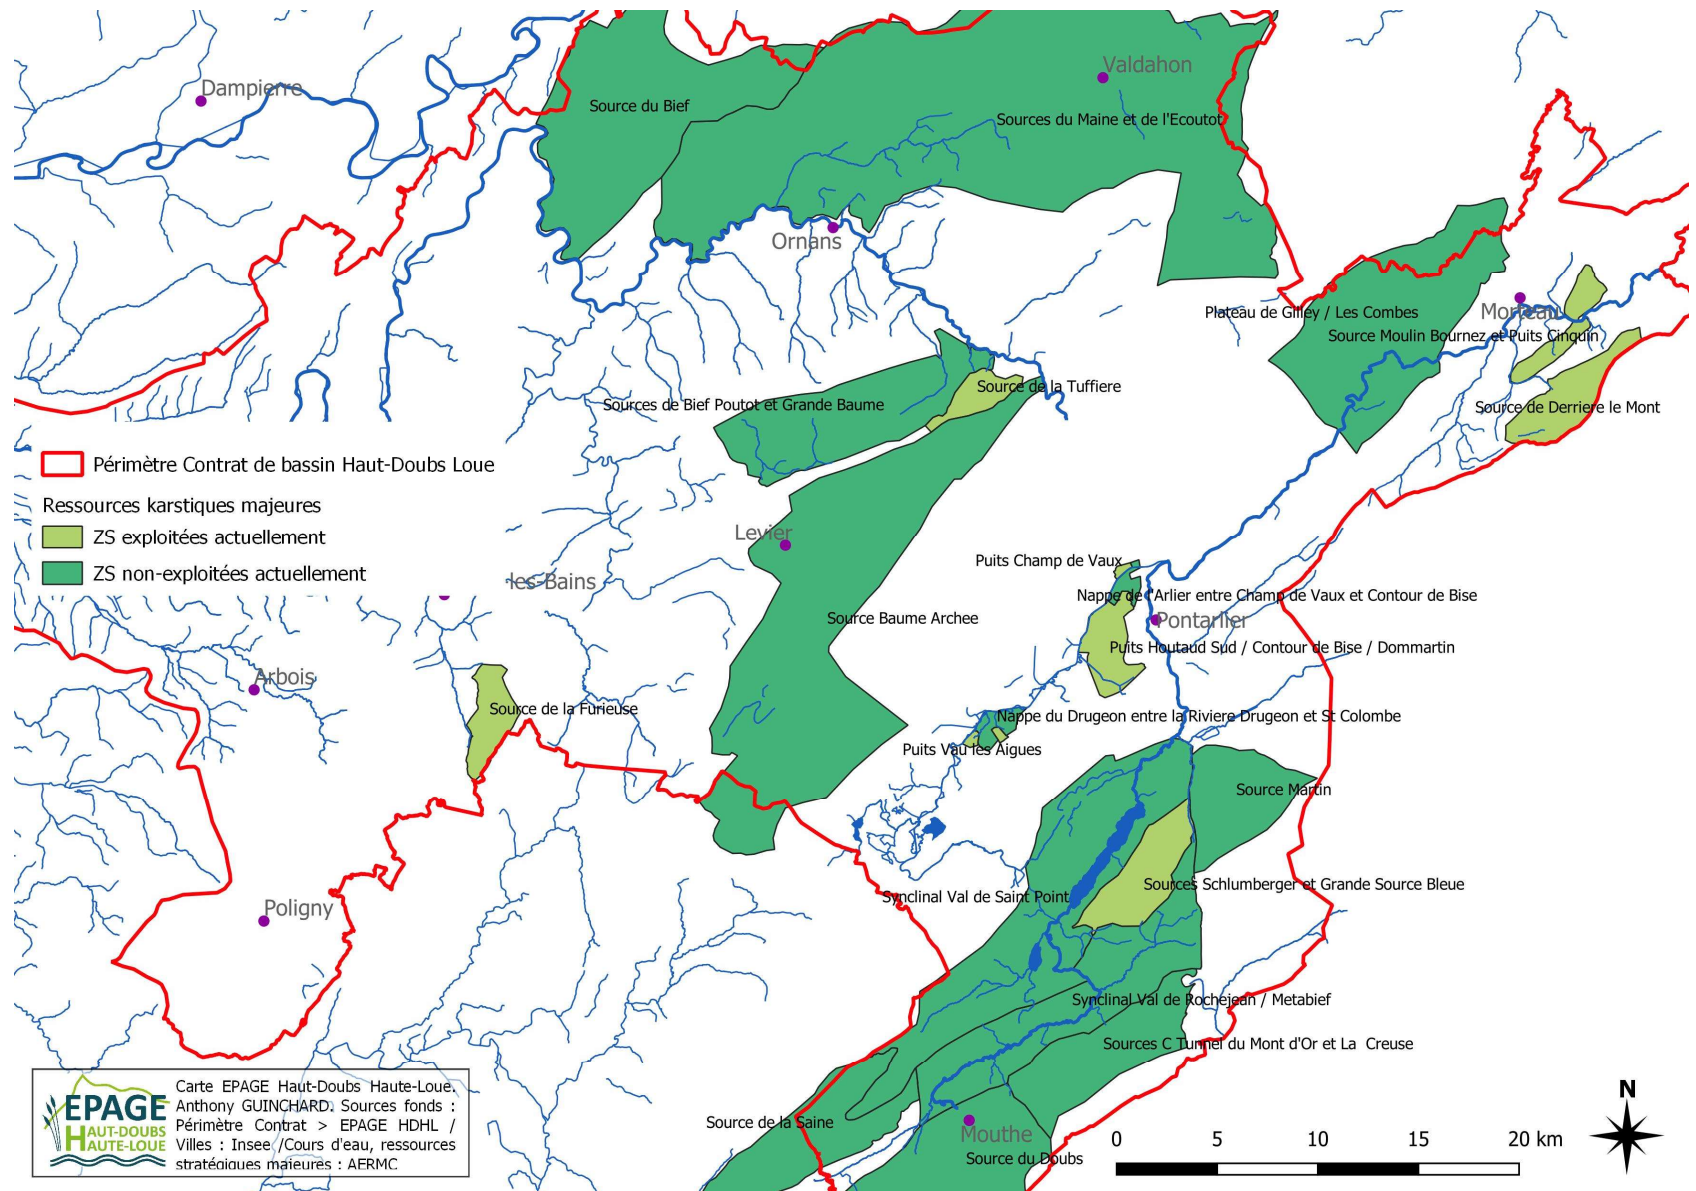 Valdahon
Dampierre
Source du Bief
Sources du Maine et de l'Ecoutot
Ornans
Plateau de Gilley / Les Combes
Morteau
Source Moulin Bournez et Puits Cinquin
Source de la Tuffiere
Sources de Bief Poutot et Grande Baume
Source de Derriere le Mont
Périmètre Contrat de bassin Haut-Doubs Loue
Ressources karstiques majeures
ZS exploitées actuellement
ZS non-exploitées actuellement
Levier
Puits Champ de Vaux
les-Bains
Nappe de l'Arlier entre Champ de Vaux et Contour de Bise
Source Baume Archee
Pontarlier
Puits Houtaud Sud / Contour de Bise / Dommartin
Arbois
Source de la Furieuse
Nappe du Drugeon entre la Riviere Drugeon et St Colombe
Puits Vau les Aigues
Source Martin
Sources Schlumberger et Grande Source Bleue
Synclinal Val de Saint Point
Poligny
Synclinal Val de Rochejean / Metabief
Sources C Tunnel du Mont d'Or et La Creuse
Source de la Saine
Mouthe
Source du Doubs
EPAGE
HAUT-DOUBS
HAUTE-LOUE
Carte EPAGE Haut-Doubs Haute-Loue.
Anthony GUINCHARD. Sources fonds :
Périmètre Contrat > EPAGE HDHL /
Villes : Insee /Cours d'eau, ressources
stratégiques majeures : AERMC
N
0 5 10 15 20 km